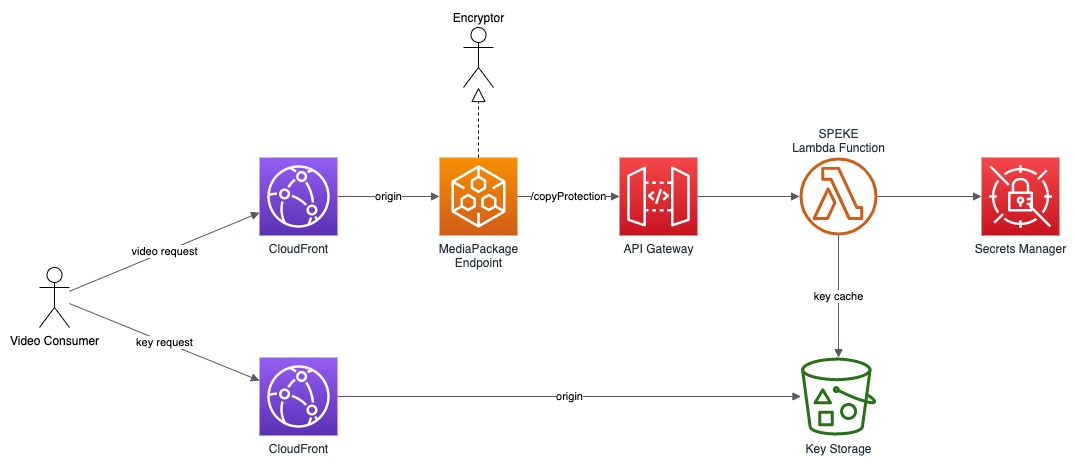 Encryptor
SPEKE
Lambda Function
origin
/copyProtection
CloudFront
MediaPackage
Endpoint
API Gateway
Secrets Manager
video request
key cache
Video Consumer
key request
origin
CloudFront
Key Storage